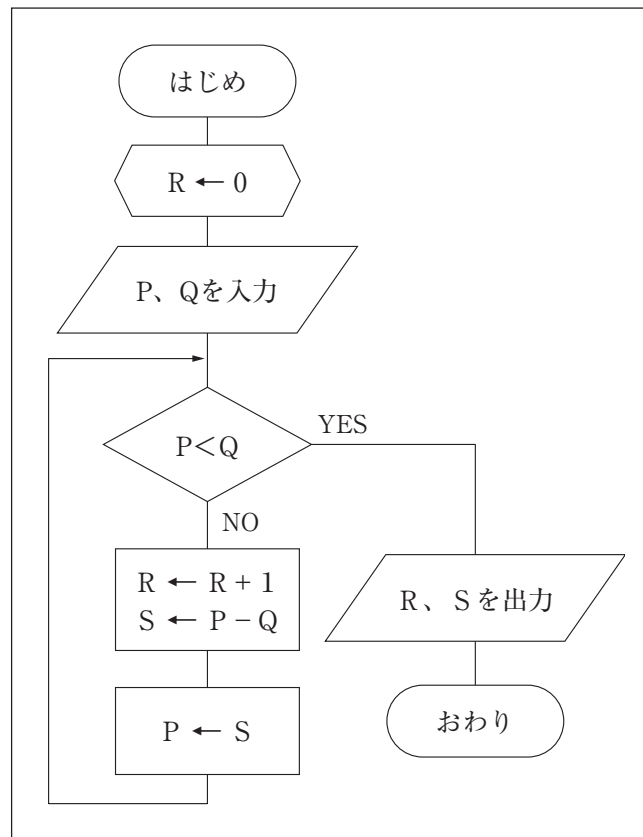 はじめ
R ← 0
P、Qを入力
P＜Q
YES
NO
R ← R + 1
S ← P − Q
P ← S
R、Sを出力
おわり